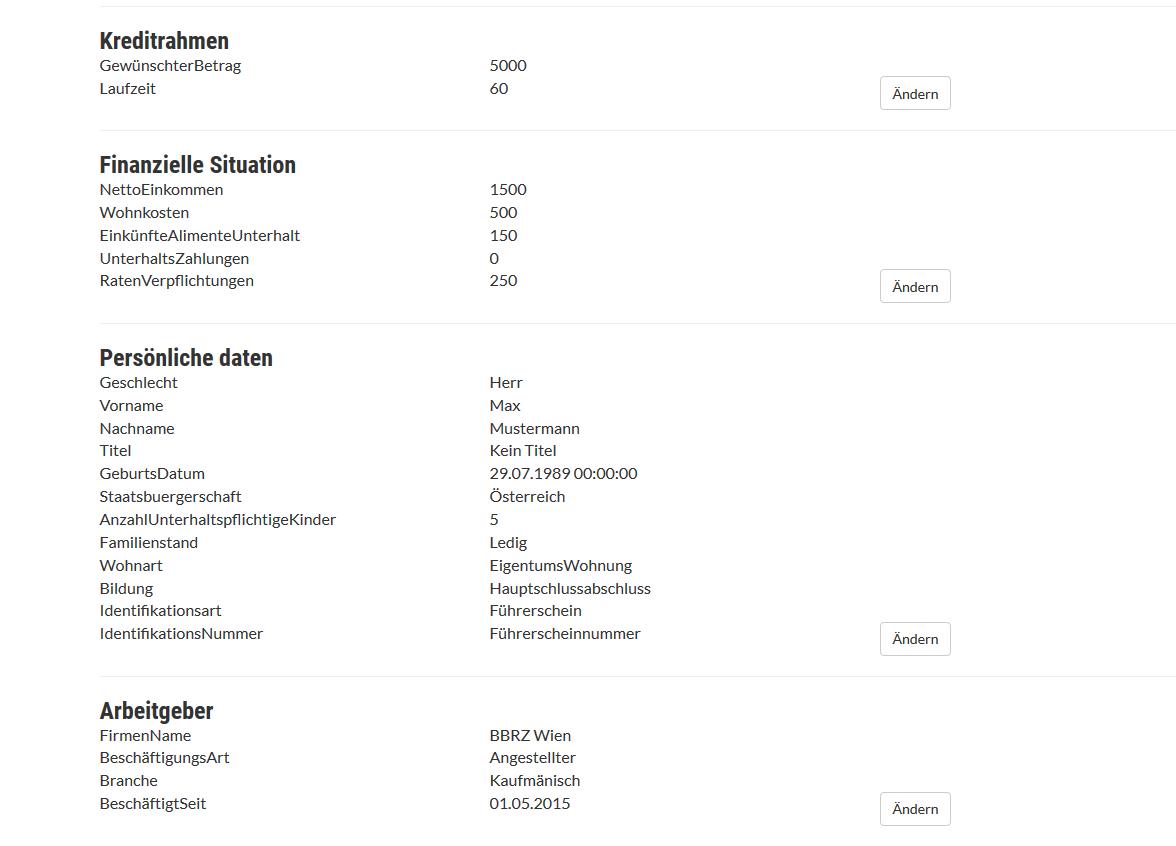 Kreditrahmen
GewünschterBetrag 5000
Laufzeit 60
Ändern
Finanzielle Situation
NettoEinkommen 1500
Wohnkosten 500
EinkünfteAlimenteUnterhalt 150
UnterhaltsZahlungen 0
RatenVerpflichtungen 250
Ändern
Persönliche daten
Geschlecht Herr
Vorname Max
Nachname Mustermann
Titel Kein Titel
GeburtsDatum 29.07.1989 00:00:00
Staatsbuergerschaft Österreich
AnzahlUnterhaltspflichtigeKinder 5
Familienstand Ledig
Wohnart EigentumsWohnung
Bildung Hauptschlussabschluss
Identifikationsart Führerschein
IdentifikationsNummer Führerscheinnummer
Ändern
Arbeitgeber
FirmenName BBRZ Wien
BeschäftigungsArt Angestellter
Branche Kaufmänisch
BeschäftigtSeit 01.05.2015
Ändern